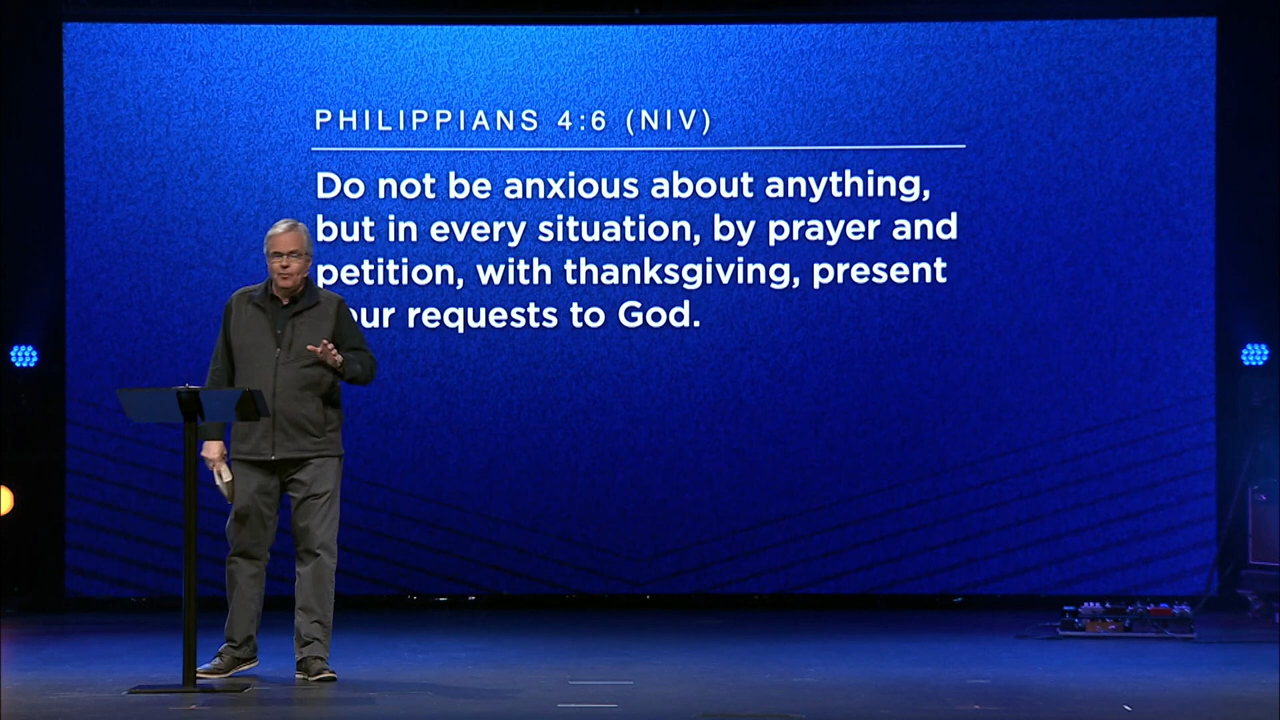 PHILIPPIANS 4:6 (NIV)
Do not be anxious about anything,
but in every situation, by prayer and
petition, with thanksgiving, present
your requests to God.